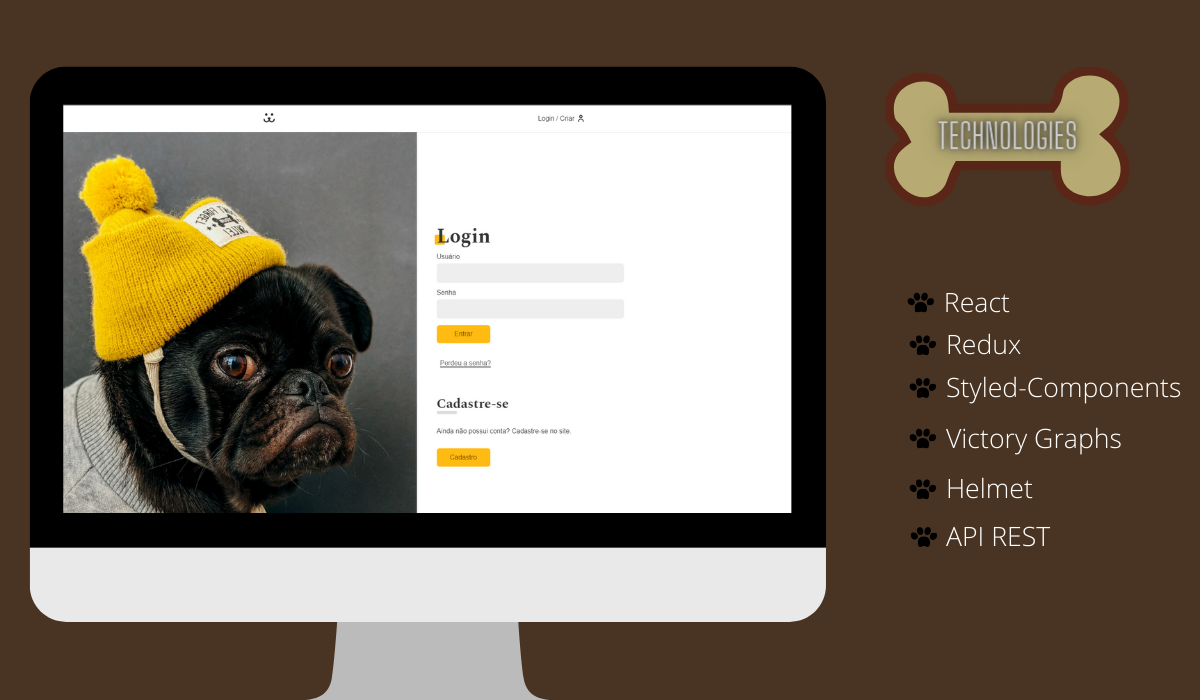 Login / Criar
Login
Usuário
Senha
Entrar
Perdeu a senha?
Cadastre-se
Ainda não possui conta? Cadastre-se no site.
Cadastro
TECHNOLOGIES
React
Redux
Styled-Components
Victory Graphs
Helmet
API REST